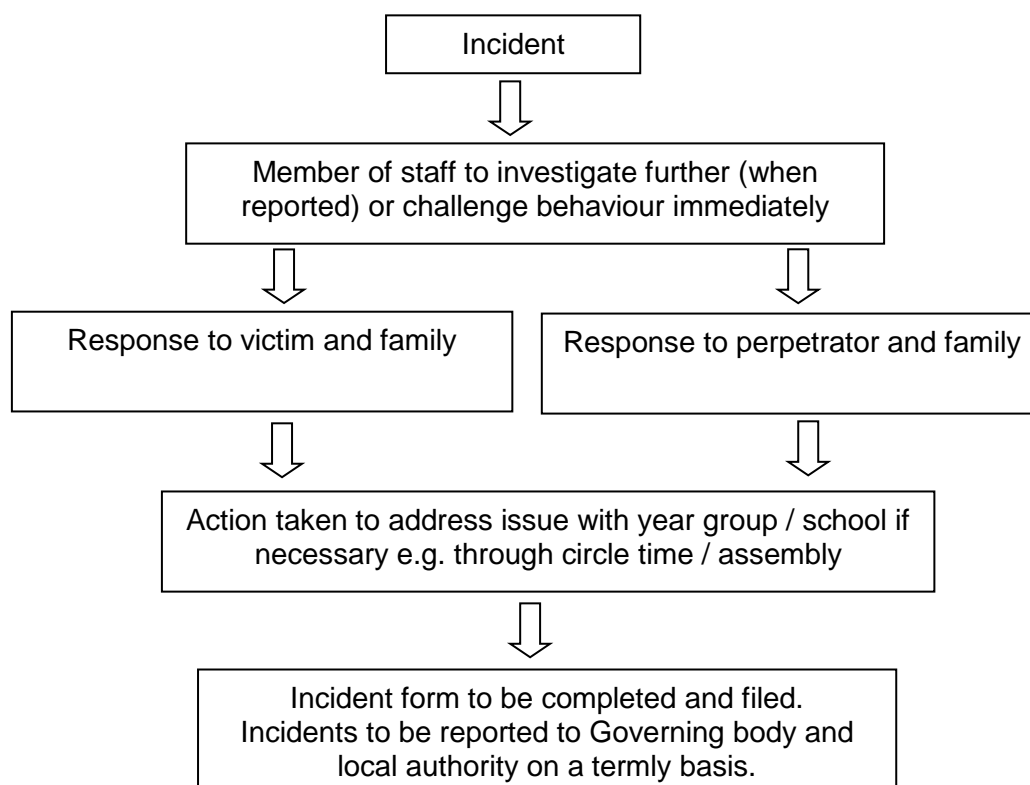 Incident
Member of staff to investigate further (when
reported) or challenge behaviour immediately
Response to victim and family
Response to perpetrator and family
Action taken to address issue with year group / school if
necessary e.g. through circle time / assembly
Incident form to be completed and filed.
Incidents to be reported to Governing body and
local authority on a termly basis.